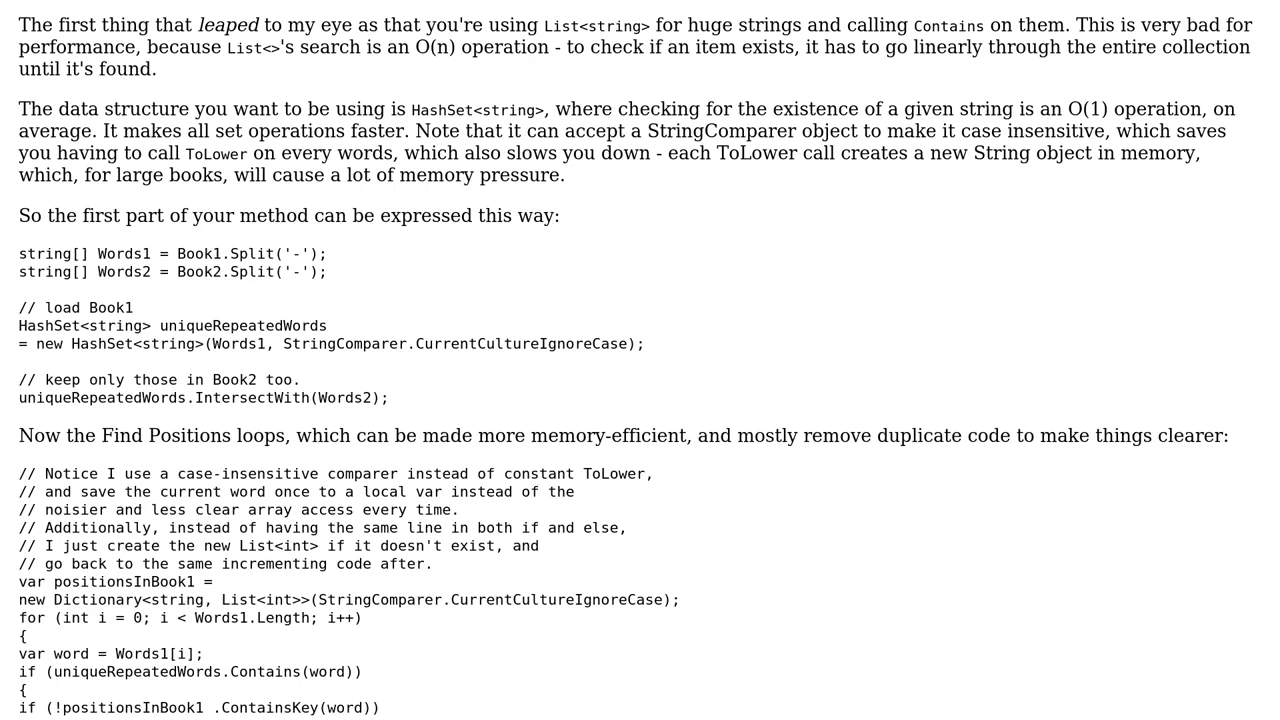 The first thing that leaped to my eye as that you're using List<string> for huge strings and calling Contains on them. This is very bad for
performance, because List<>'s search is an O(n) operation - to check if an item exists, it has to go linearly through the entire collection
until it's found.
The data structure you want to be using is HashSet<string>, where checking for the existence of a given string is an O(1) operation, on
average. It makes all set operations faster. Note that it can accept a StringComparer object to make it case insensitive, which saves
you having to call ToLower on every words, which also slows you down - each ToLower call creates a new String object in memory,
which, for large books, will cause a lot of memory pressure.
So the first part of your method can be expressed this way:
string[] Words1 = Book1.Split('-');
string[] Words2 = Book2.Split('-');
// load Book1
HashSet<string> uniqueRepeatedWords
= new HashSet<string>(Words1, StringComparer.CurrentCultureIgnoreCase);
// keep only those in Book2 too.
uniqueRepeatedWords.IntersectWith(Words2);
Now the Find Positions loops, which can be made more memory-efficient, and mostly remove duplicate code to make things clearer:
// Notice I use a case-insensitive comparer instead of constant ToLower,
// and save the current word once to a local var instead of the
// noisier and less clear array access every time.
// Additionally, instead of having the same line in both if and else,
// I just create the new List<int> if it doesn't exist, and
// go back to the same incrementing code after.
var positionsInBook1 =
new Dictionary<string, List<int>>(StringComparer.CurrentCultureIgnoreCase);
for (int i = 0; i < Words1.Length; i++)
{
var word = Words1[i];
if (uniqueRepeatedWords.Contains(word))
{
if (!positionsInBook1 .ContainsKey(word))